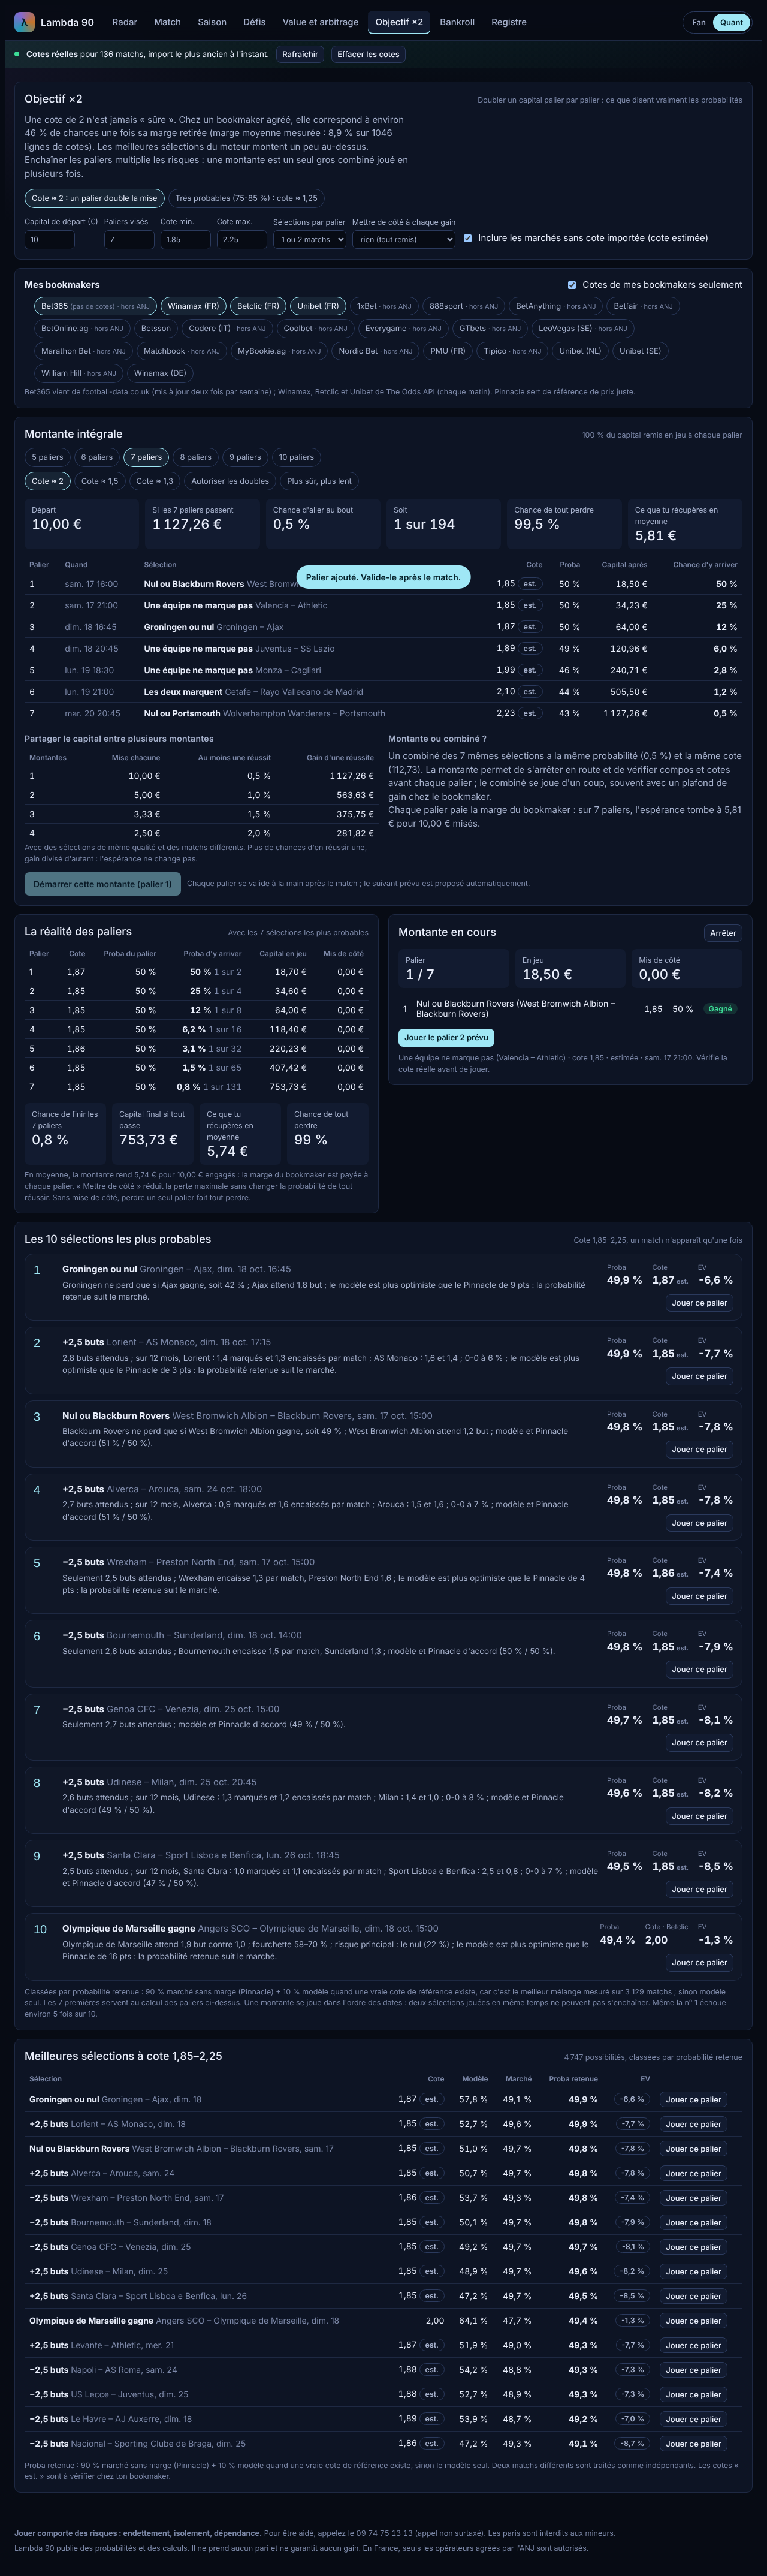 λ Lambda 90 Radar Match Saison Défis Value et arbitrage Objectif ×2 Bankroll Registre Fan Quant
Cotes réelles pour 136 matchs, import le plus ancien à l'instant. Rafraîchir Effacer les cotes
Objectif ×2
Doubler un capital palier par palier : ce que disent vraiment les probabilités
Une cote de 2 n'est jamais « sûre ». Chez un bookmaker agréé, elle correspond à environ
46 % de chances une fois sa marge retirée (marge moyenne mesurée : 8,9 % sur 1046
lignes de cotes). Les meilleures sélections du moteur montent un peu au-dessus.
Enchaîner les paliers multiplie les risques : une montante est un seul gros combiné joué en
plusieurs fois.
Cote ≈ 2 : un palier double la mise Très probables (75-85 %) : cote ≈ 1,25
Capital de départ (€) Paliers visés Cote min. Cote max. Sélections par palier Mettre de côté à chaque gain
10 7 1.85 2.25 1 ou 2 matchs rien (tout remis) Inclure les marchés sans cote importée (cote estimée)
Mes bookmakers Cotes de mes bookmakers seulement
Bet365 (pas de cotes) · hors ANJ Winamax (FR) Betclic (FR) Unibet (FR) 1xBet · hors ANJ 888sport · hors ANJ BetAnything · hors ANJ Betfair · hors ANJ
BetOnline.ag · hors ANJ Betsson Codere (IT) · hors ANJ Coolbet · hors ANJ Everygame · hors ANJ GTbets · hors ANJ LeoVegas (SE) · hors ANJ
Marathon Bet · hors ANJ Matchbook · hors ANJ MyBookie.ag · hors ANJ Nordic Bet · hors ANJ PMU (FR) Tipico · hors ANJ Unibet (NL) Unibet (SE)
William Hill · hors ANJ Winamax (DE)
Bet365 vient de football-data.co.uk (mis à jour deux fois par semaine) ; Winamax, Betclic et Unibet de The Odds API (chaque matin). Pinnacle sert de référence de prix juste.
Montante intégrale
100 % du capital remis en jeu à chaque palier
5 paliers 6 paliers 7 paliers 8 paliers 9 paliers 10 paliers
Cote ≈ 2 Cote ≈ 1,5 Cote ≈ 1,3 Autoriser les doubles Plus sûr, plus lent
Départ 10,00 €
Si les 7 paliers passent 1 127,26 €
Chance d'aller au bout 0,5 %
Soit 1 sur 194
Chance de tout perdre 99,5 %
Ce que tu récupères en moyenne 5,81 €
Palier Quand Sélection Cote Proba Capital après Chance d'y arriver
Palier ajouté. Valide-le après le match.
1 sam. 17 16:00 Nul ou Blackburn Rovers West Bromw 1,85 est. 50 % 18,50 € 50 %
2 sam. 17 21:00 Une équipe ne marque pas Valencia – Athletic 1,85 est. 50 % 34,23 € 25 %
3 dim. 18 16:45 Groningen ou nul Groningen – Ajax 1,87 est. 50 % 64,00 € 12 %
4 dim. 18 20:45 Une équipe ne marque pas Juventus – SS Lazio 1,89 est. 49 % 120,96 € 6,0 %
5 lun. 19 18:30 Une équipe ne marque pas Monza – Cagliari 1,99 est. 46 % 240,71 € 2,8 %
6 lun. 19 21:00 Les deux marquent Getafe – Rayo Vallecano de Madrid 2,10 est. 44 % 505,50 € 1,2 %
7 mar. 20 20:45 Nul ou Portsmouth Wolverhampton Wanderers – Portsmouth 2,23 est. 43 % 1 127,26 € 0,5 %
Partager le capital entre plusieurs montantes
Montantes Mise chacune Au moins une réussit Gain d'une réussite
1 10,00 € 0,5 % 1 127,26 €
2 5,00 € 1,0 % 563,63 €
3 3,33 € 1,5 % 375,75 €
4 2,50 € 2,0 % 281,82 €
Avec des sélections de même qualité et des matchs différents. Plus de chances d'en réussir une,
gain divisé d'autant : l'espérance ne change pas.
Montante ou combiné ?
Un combiné des 7 mêmes sélections a la même probabilité (0,5 %) et la même cote
(112,73). La montante permet de s'arrêter en route et de vérifier compos et cotes
avant chaque palier ; le combiné se joue d'un coup, souvent avec un plafond de
gain chez le bookmaker.
Chaque palier paie la marge du bookmaker : sur 7 paliers, l'espérance tombe à 5,81
€ pour 10,00 € misés.
Démarrer cette montante (palier 1) Chaque palier se valide à la main après le match ; le suivant prévu est proposé automatiquement.
La réalité des paliers
Avec les 7 sélections les plus probables
Palier Cote Proba du palier Proba d'y arriver Capital en jeu Mis de côté
1 1,87 50 % 50 % 1 sur 2 18,70 € 0,00 €
2 1,85 50 % 25 % 1 sur 4 34,60 € 0,00 €
3 1,85 50 % 12 % 1 sur 8 64,00 € 0,00 €
4 1,85 50 % 6,2 % 1 sur 16 118,40 € 0,00 €
5 1,86 50 % 3,1 % 1 sur 32 220,23 € 0,00 €
6 1,85 50 % 1,5 % 1 sur 65 407,42 € 0,00 €
7 1,85 50 % 0,8 % 1 sur 131 753,73 € 0,00 €
Chance de finir les 7 paliers 0,8 %
Capital final si tout passe 753,73 €
Ce que tu récupères en moyenne 5,74 €
Chance de tout perdre 99 %
En moyenne, la montante rend 5,74 € pour 10,00 € engagés : la marge du bookmaker est payée à
chaque palier. « Mettre de côté » réduit la perte maximale sans changer la probabilité de tout
réussir. Sans mise de côté, perdre un seul palier fait tout perdre.
Montante en cours Arrêter
Palier 1 / 7
En jeu 18,50 €
Mis de côté 0,00 €
1 Nul ou Blackburn Rovers (West Bromwich Albion – Blackburn Rovers) 1,85 50 % Gagné
Jouer le palier 2 prévu
Une équipe ne marque pas (Valencia – Athletic) · cote 1,85 · estimée · sam. 17 21:00. Vérifie la
cote réelle avant de jouer.
Les 10 sélections les plus probables
Cote 1,85–2,25, un match n'apparaît qu'une fois
1 Groningen ou nul Groningen – Ajax, dim. 18 oct. 16:45
Groningen ne perd que si Ajax gagne, soit 42 % ; Ajax attend 1,8 but ; le modèle est plus optimiste que le Pinnacle de 9 pts : la probabilité
retenue suit le marché.
Proba 49,9 % Cote 1,87 est. EV -6,6 %
Jouer ce palier
2 +2,5 buts Lorient – AS Monaco, dim. 18 oct. 17:15
2,8 buts attendus ; sur 12 mois, Lorient : 1,4 marqués et 1,3 encaissés par match ; AS Monaco : 1,6 et 1,4 ; 0-0 à 6 % ; le modèle est plus
optimiste que le Pinnacle de 3 pts : la probabilité retenue suit le marché.
Proba 49,9 % Cote 1,85 est. EV -7,7 %
Jouer ce palier
3 Nul ou Blackburn Rovers West Bromwich Albion – Blackburn Rovers, sam. 17 oct. 15:00
Blackburn Rovers ne perd que si West Bromwich Albion gagne, soit 49 % ; West Bromwich Albion attend 1,2 but ; modèle et Pinnacle
d'accord (51 % / 50 %).
Proba 49,8 % Cote 1,85 est. EV -7,8 %
Jouer ce palier
4 +2,5 buts Alverca – Arouca, sam. 24 oct. 18:00
2,7 buts attendus ; sur 12 mois, Alverca : 0,9 marqués et 1,6 encaissés par match ; Arouca : 1,5 et 1,6 ; 0-0 à 7 % ; modèle et Pinnacle
d'accord (51 % / 50 %).
Proba 49,8 % Cote 1,85 est. EV -7,8 %
Jouer ce palier
5 −2,5 buts Wrexham – Preston North End, sam. 17 oct. 15:00
Seulement 2,5 buts attendus ; Wrexham encaisse 1,3 par match, Preston North End 1,6 ; le modèle est plus optimiste que le Pinnacle de 4
pts : la probabilité retenue suit le marché.
Proba 49,8 % Cote 1,86 est. EV -7,4 %
Jouer ce palier
6 −2,5 buts Bournemouth – Sunderland, dim. 18 oct. 14:00
Seulement 2,6 buts attendus ; Bournemouth encaisse 1,5 par match, Sunderland 1,3 ; modèle et Pinnacle d'accord (50 % / 50 %).
Proba 49,8 % Cote 1,85 est. EV -7,9 %
Jouer ce palier
7 −2,5 buts Genoa CFC – Venezia, dim. 25 oct. 15:00
Seulement 2,7 buts attendus ; modèle et Pinnacle d'accord (49 % / 50 %).
Proba 49,7 % Cote 1,85 est. EV -8,1 %
Jouer ce palier
8 +2,5 buts Udinese – Milan, dim. 25 oct. 20:45
2,6 buts attendus ; sur 12 mois, Udinese : 1,3 marqués et 1,2 encaissés par match ; Milan : 1,4 et 1,0 ; 0-0 à 8 % ; modèle et Pinnacle
d'accord (49 % / 50 %).
Proba 49,6 % Cote 1,85 est. EV -8,2 %
Jouer ce palier
9 +2,5 buts Santa Clara – Sport Lisboa e Benfica, lun. 26 oct. 18:45
2,5 buts attendus ; sur 12 mois, Santa Clara : 1,0 marqués et 1,1 encaissés par match ; Sport Lisboa e Benfica : 2,5 et 0,8 ; 0-0 à 7 % ; modèle
et Pinnacle d'accord (47 % / 50 %).
Proba 49,5 % Cote 1,85 est. EV -8,5 %
Jouer ce palier
10 Olympique de Marseille gagne Angers SCO – Olympique de Marseille, dim. 18 oct. 15:00
Olympique de Marseille attend 1,9 but contre 1,0 ; fourchette 58–70 % ; risque principal : le nul (22 %) ; le modèle est plus optimiste que le
Pinnacle de 16 pts : la probabilité retenue suit le marché.
Proba 49,4 % Cote · Betclic 2,00 EV -1,3 %
Jouer ce palier
Classées par probabilité retenue : 90 % marché sans marge (Pinnacle) + 10 % modèle quand une vraie cote de référence existe, car c'est le meilleur mélange mesuré sur 3 129 matchs ; sinon modèle
seul. Les 7 premières servent au calcul des paliers ci-dessus. Une montante se joue dans l'ordre des dates : deux sélections jouées en même temps ne peuvent pas s'enchaîner. Même la n° 1 échoue
environ 5 fois sur 10.
Meilleures sélections à cote 1,85–2,25
4 747 possibilités, classées par probabilité retenue
Sélection Cote Modèle Marché Proba retenue EV
Groningen ou nul Groningen – Ajax, dim. 18 1,87 est. 57,8 % 49,1 % 49,9 % -6,6 % Jouer ce palier
+2,5 buts Lorient – AS Monaco, dim. 18 1,85 est. 52,7 % 49,6 % 49,9 % -7,7 % Jouer ce palier
Nul ou Blackburn Rovers West Bromwich Albion – Blackburn Rovers, sam. 17 1,85 est. 51,0 % 49,7 % 49,8 % -7,8 % Jouer ce palier
+2,5 buts Alverca – Arouca, sam. 24 1,85 est. 50,7 % 49,7 % 49,8 % -7,8 % Jouer ce palier
−2,5 buts Wrexham – Preston North End, sam. 17 1,86 est. 53,7 % 49,3 % 49,8 % -7,4 % Jouer ce palier
−2,5 buts Bournemouth – Sunderland, dim. 18 1,85 est. 50,1 % 49,7 % 49,8 % -7,9 % Jouer ce palier
−2,5 buts Genoa CFC – Venezia, dim. 25 1,85 est. 49,2 % 49,7 % 49,7 % -8,1 % Jouer ce palier
+2,5 buts Udinese – Milan, dim. 25 1,85 est. 48,9 % 49,7 % 49,6 % -8,2 % Jouer ce palier
+2,5 buts Santa Clara – Sport Lisboa e Benfica, lun. 26 1,85 est. 47,2 % 49,7 % 49,5 % -8,5 % Jouer ce palier
Olympique de Marseille gagne Angers SCO – Olympique de Marseille, dim. 18 2,00 64,1 % 47,7 % 49,4 % -1,3 % Jouer ce palier
+2,5 buts Levante – Athletic, mer. 21 1,87 est. 51,9 % 49,0 % 49,3 % -7,7 % Jouer ce palier
−2,5 buts Napoli – AS Roma, sam. 24 1,88 est. 54,2 % 48,8 % 49,3 % -7,3 % Jouer ce palier
−2,5 buts US Lecce – Juventus, dim. 25 1,88 est. 52,7 % 48,9 % 49,3 % -7,3 % Jouer ce palier
−2,5 buts Le Havre – AJ Auxerre, dim. 18 1,89 est. 53,9 % 48,7 % 49,2 % -7,0 % Jouer ce palier
−2,5 buts Nacional – Sporting Clube de Braga, dim. 25 1,86 est. 47,2 % 49,3 % 49,1 % -8,7 % Jouer ce palier
Proba retenue : 90 % marché sans marge (Pinnacle) + 10 % modèle quand une vraie cote de référence existe, sinon le modèle seul. Deux matchs différents sont traités comme indépendants. Les cotes «
est. » sont à vérifier chez ton bookmaker.
Jouer comporte des risques : endettement, isolement, dépendance. Pour être aidé, appelez le 09 74 75 13 13 (appel non surtaxé). Les paris sont interdits aux mineurs.
Lambda 90 publie des probabilités et des calculs. Il ne prend aucun pari et ne garantit aucun gain. En France, seuls les opérateurs agréés par l'ANJ sont autorisés.